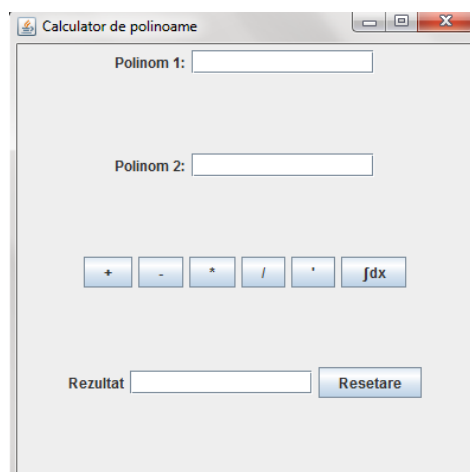 Calculator de polinoame
Polinom 1:
Polinom 2:
+ - * / ' ∫dx
Rezultat Resetare